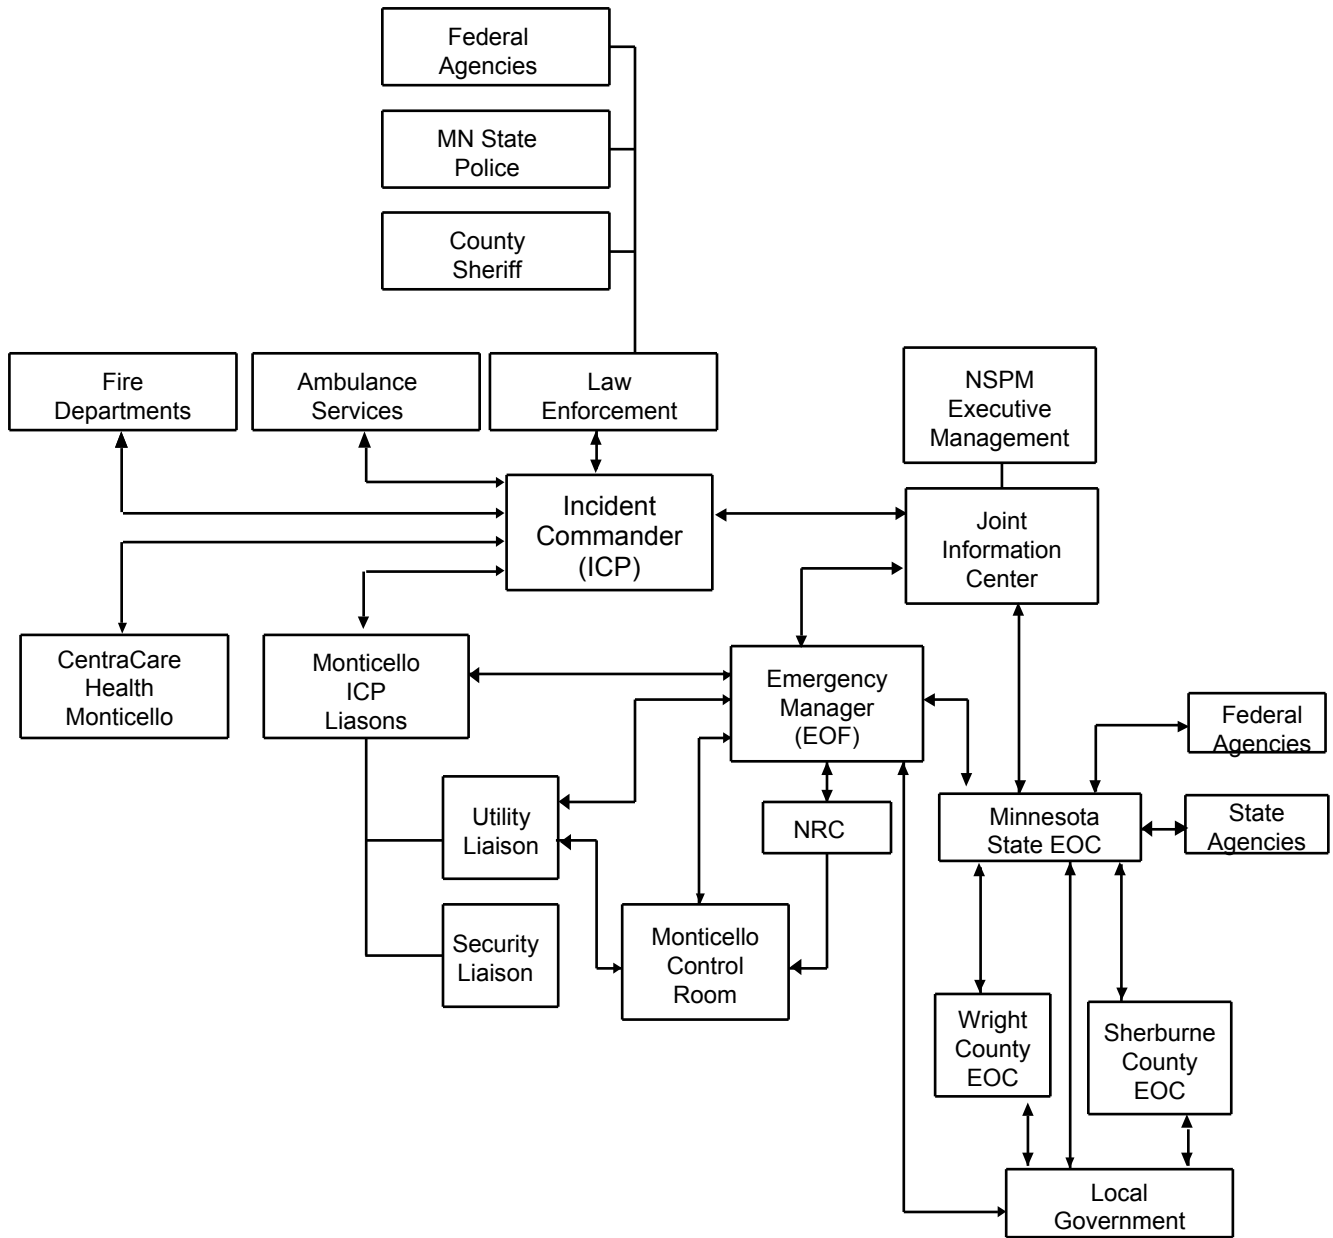 Federal
Agencies
MN State
Police
County
Sheriff
Fire
Departments
Ambulance
Services
Law
Enforcement
NSPM
Executive
Management
Incident
Commander
(ICP)
Joint
Information
Center
CentraCare
Health
Monticello
Monticello
ICP
Liasons
Emergency
Manager
(EOF)
Federal
Agencies
Utility
Liaison
NRC
Minnesota
State EOC
State
Agencies
Security
Liaison
Monticello
Control
Room
Wright
County
EOC
Sherburne
County
EOC
Local
Government